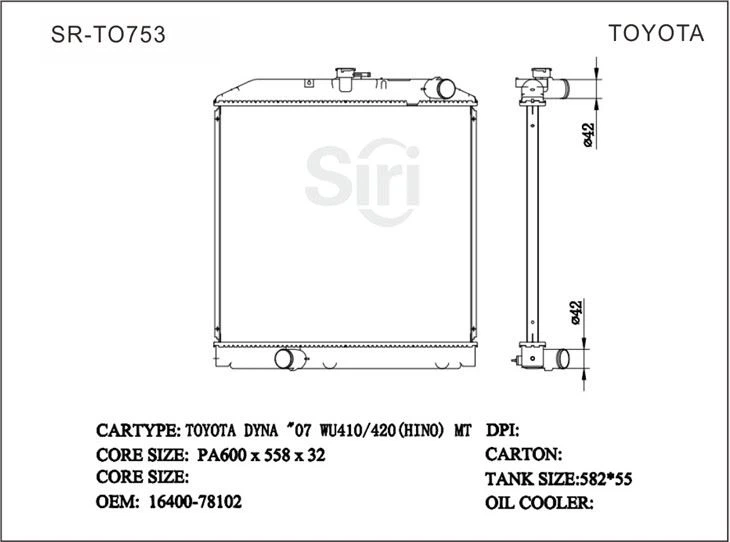 SR-TO753
TOYOTA
Siri
ø42
ø42
CARTYPE: TOYOTA DYNA "07 WU410/420(HINO) MT
DPI:
CORE SIZE: PA600 x 558 x 32
CARTON:
CORE SIZE:
TANK SIZE:582*55
OEM: 16400-78102
OIL COOLER: